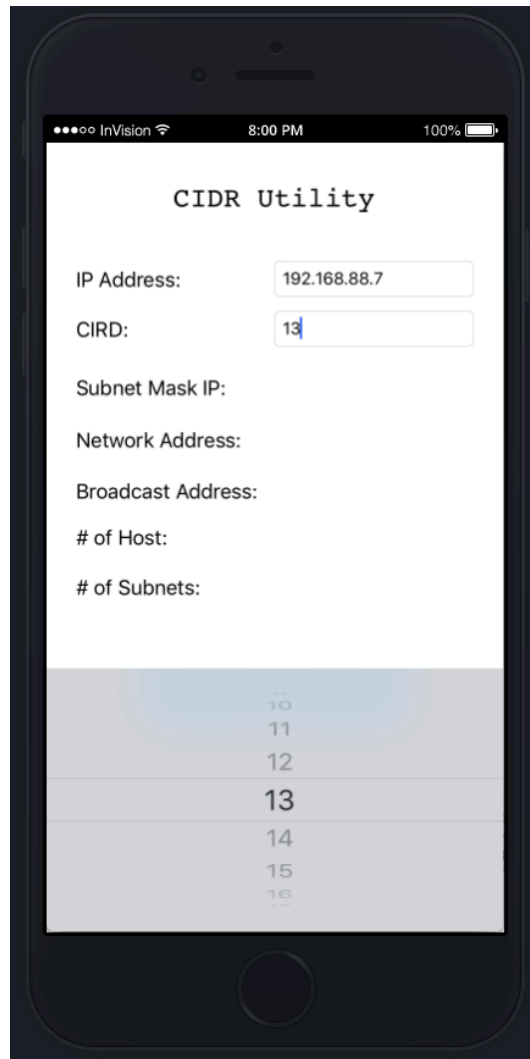 InVision 8:00 PM 100%
CIDR Utility
IP Address: 192.168.88.7
CIRD: 13
Subnet Mask IP:
Network Address:
Broadcast Address:
# of Host:
# of Subnets:
10
11
12
13
14
15
16